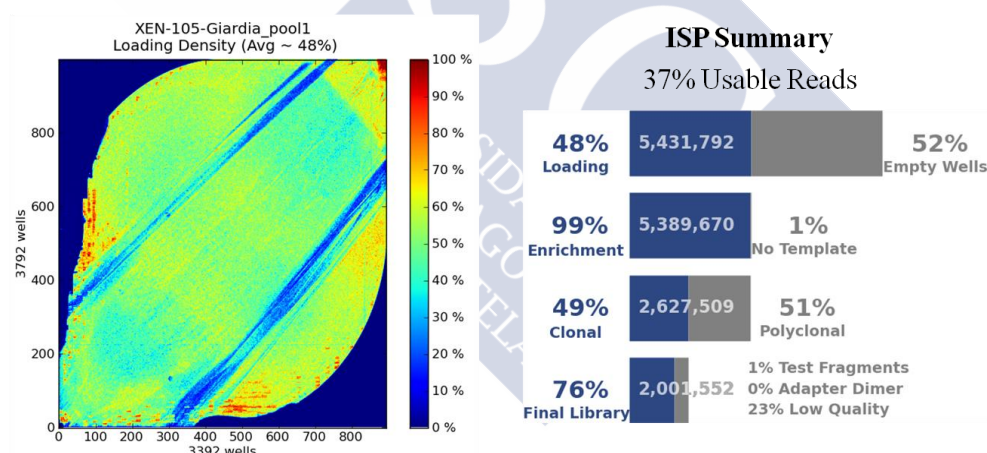 XEN-105-Giardia_pool1
Loading Density (Avg ~ 48%)
3792 wells
800
600
400
200
0
0 100 200 300 400 500 600 700 800
3392 wells
100 %
90 %
80 %
70 %
60 %
50 %
40 %
30 %
20 %
10 %
0 %
ISP Summary
37% Usable Reads
48%
Loading
5,431,792
52%
Empty Wells
99%
Enrichment
5,389,670
1%
No Template
49%
Clonal
2,627,509
51%
Polyclonal
76%
Final Library
2,001,552
1% Test Fragments
0% Adapter Dimer
23% Low Quality